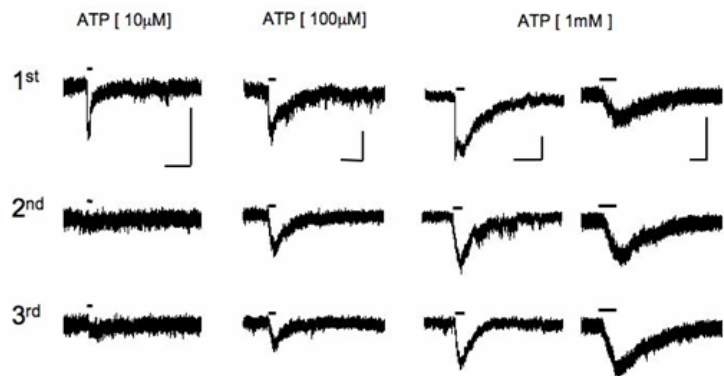 ATP [ 10µM] ATP [ 100µM] ATP [ 1mM ]
1st
2nd
3rd